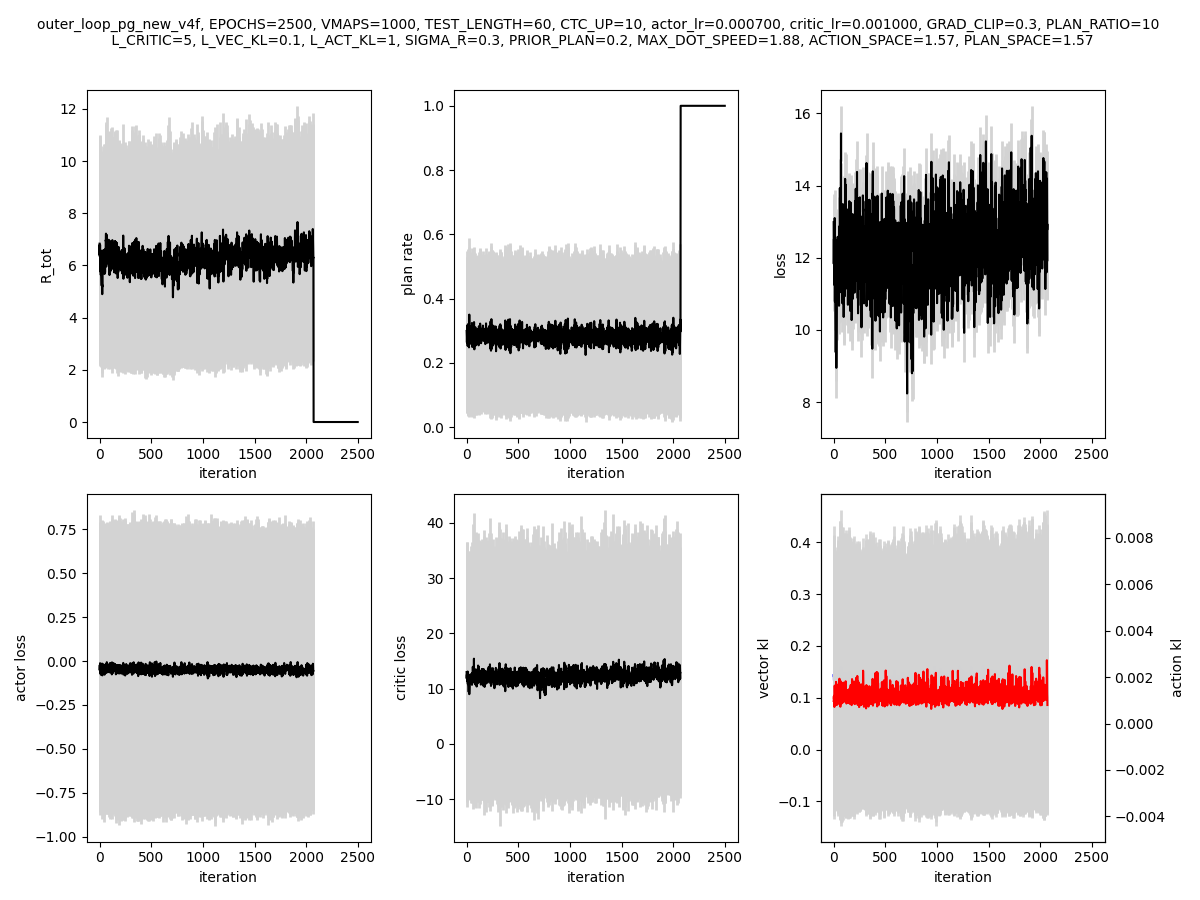 outer_loop_pg_new_v4f, EPOCHS=2500, VMAPS=1000, TEST_LENGTH=60, CTC_UP=10, actor_lr=0.000700, critic_lr=0.001000, GRAD_CLIP=0.3, PLAN_RATIO=10
L_CRITIC=5, L_VEC_KL=0.1, L_ACT_KL=1, SIGMA_R=0.3, PRIOR_PLAN=0.2, MAX_DOT_SPEED=1.88, ACTION_SPACE=1.57, PLAN_SPACE=1.57
R_tot
12
10
8
6
4
2
0
0 500 1000 1500 2000 2500
iteration
plan rate
1.0
0.8
0.6
0.4
0.2
0.0
0 500 1000 1500 2000 2500
iteration
loss
16
14
12
10
8
0 500 1000 1500 2000 2500
iteration
actor loss
0.75
0.50
0.25
0.00
−0.25
−0.50
−0.75
−1.00
0 500 1000 1500 2000 2500
iteration
critic loss
40
30
20
10
0
−10
0 500 1000 1500 2000 2500
iteration
vector kl
0.4
0.3
0.2
0.1
0.0
−0.1
0 500 1000 1500 2000 2500
iteration
0.008
0.006
0.004
0.002
0.000
−0.002
−0.004
action kl